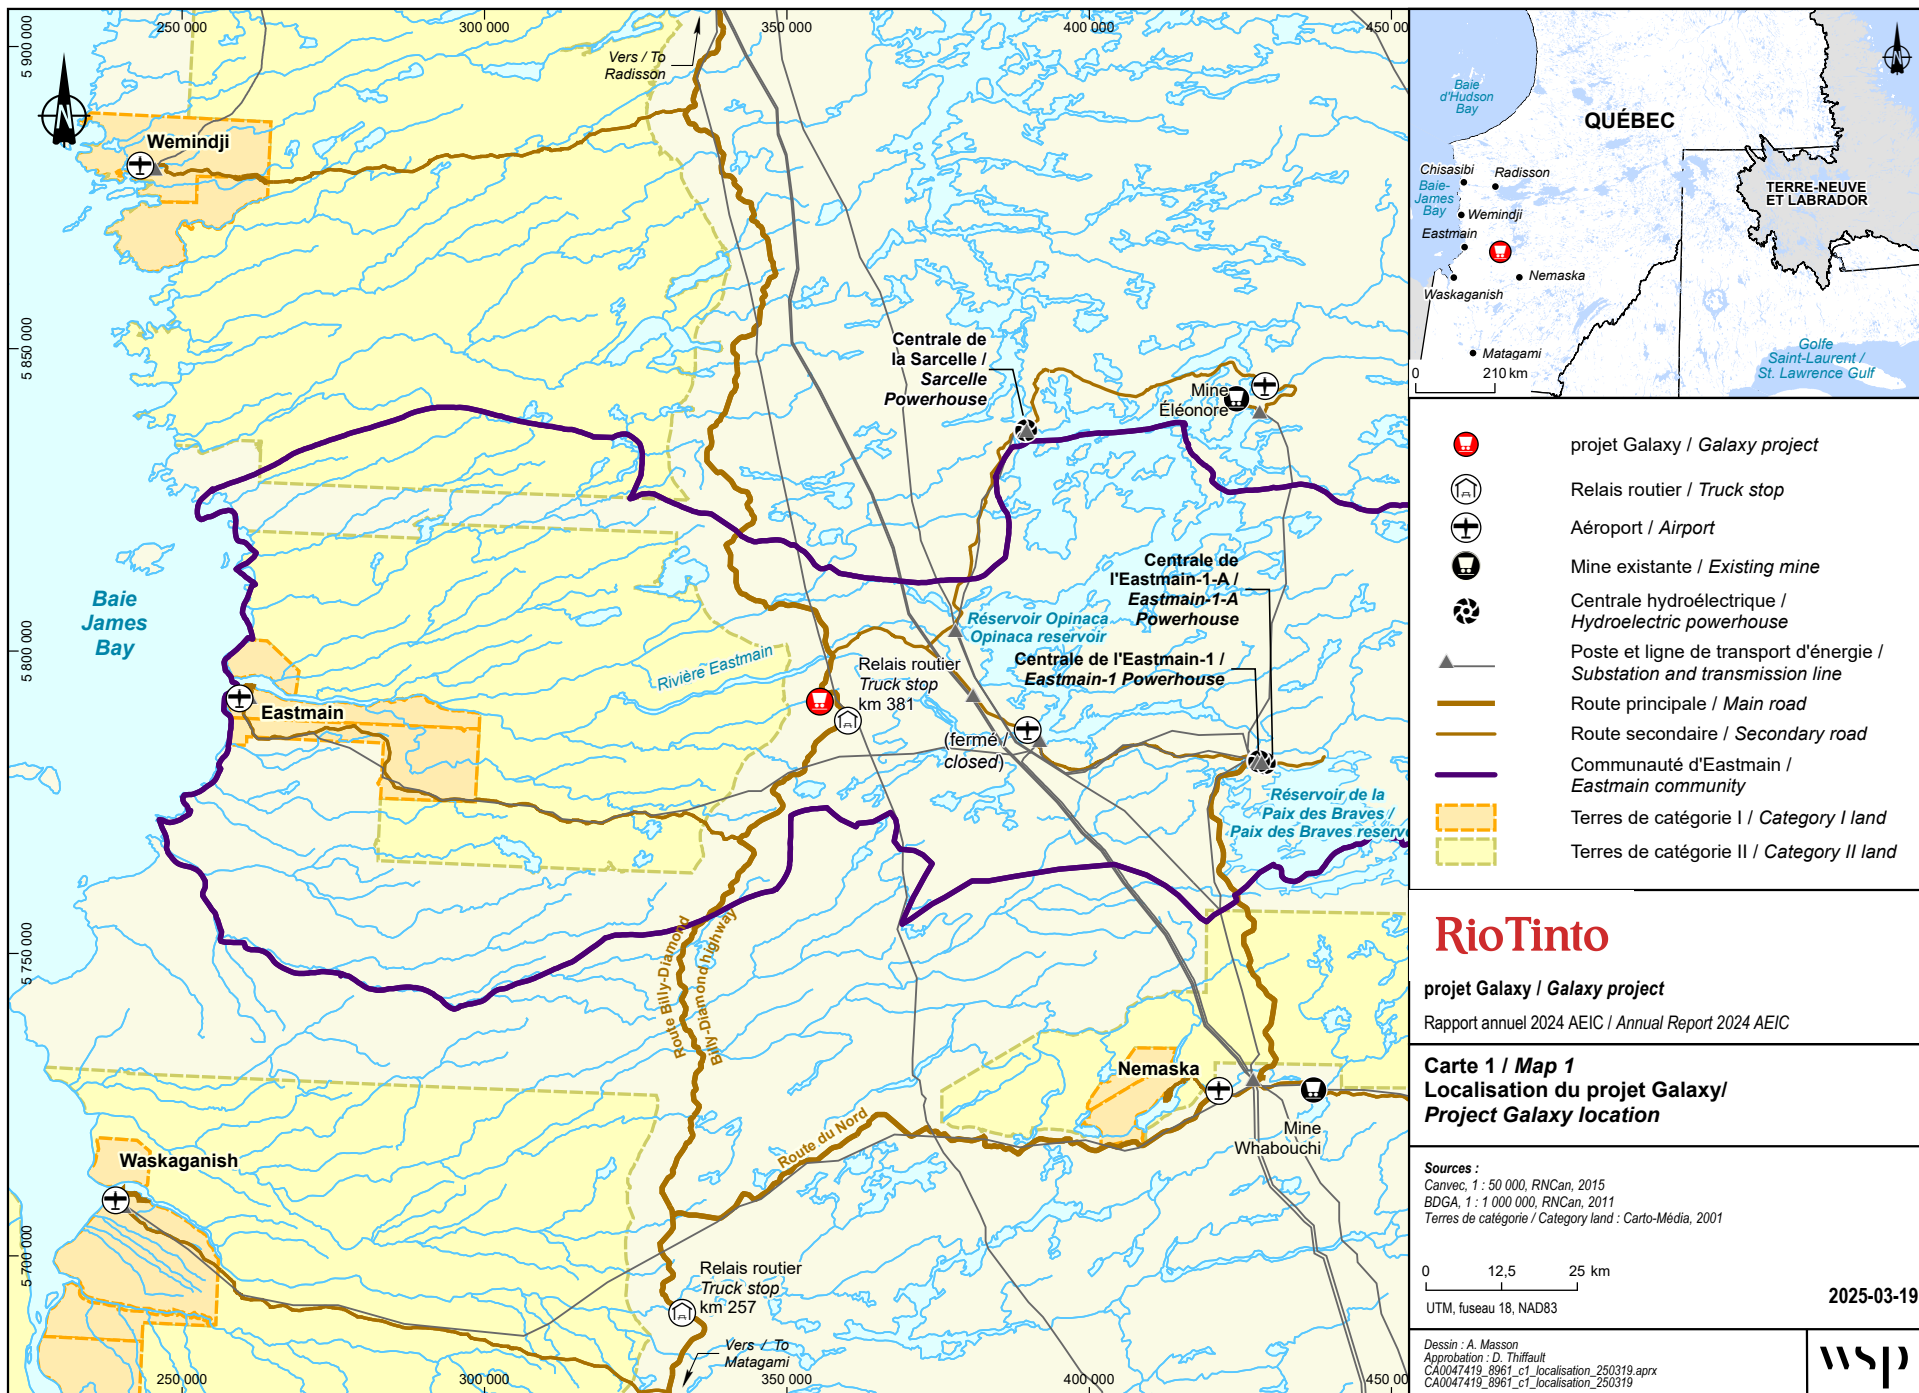 250 000
300 000
350 000
400 000
450 00
5 900 000
5 850 000
5 800 000
5 750 000
5 700 000
N
Vers / To
Radisson
Wemindji
Centrale de
la Sarcelle /
Sarcelle
Powerhouse
Mine
Éléonore
Baie
James
Bay
Centrale de
l'Eastmain-1-A /
Eastmain-1-A
Powerhouse
Réservoir Opinaca
Opinaca reservoir
Rivière Eastmain
Relais routier
Truck stop
km 381
Centrale de l'Eastmain-1 /
Eastmain-1 Powerhouse
Eastmain
(fermé /
closed)
Réservoir de la
Paix des Braves /
Paix des Braves reserv
Route Billy-Diamond
Billy-Diamond highway
Nemaska
Route du Nord
Mine
Whabouchi
Waskaganish
Relais routier
Truck stop
km 257
Vers / To
Matagami
250 000
300 000
350 000
400 000
450 00
Baie
d'Hudson
Bay
QUÉBEC
N
Chisasibi
Radisson
Baie-
James
Bay
Wemindji
Eastmain
TERRE-NEUVE
ET LABRADOR
Nemaska
Waskaganish
Matagami
Golfe
Saint-Laurent /
St. Lawrence Gulf
0 210 km
projet Galaxy / Galaxy project
Relais routier / Truck stop
Aéroport / Airport
Mine existante / Existing mine
Centrale hydroélectrique /
Hydroelectric powerhouse
Poste et ligne de transport d'énergie /
Substation and transmission line
Route principale / Main road
Route secondaire / Secondary road
Communauté d'Eastmain /
Eastmain community
Terres de catégorie I / Category I land
Terres de catégorie II / Category II land
RioTinto
projet Galaxy / Galaxy project
Rapport annuel 2024 AEIC / Annual Report 2024 AEIC
Carte 1 / Map 1
Localisation du projet Galaxy/
Project Galaxy location
Sources :
Canvec, 1 : 50 000, RNCan, 2015
BDGA, 1 : 1 000 000, RNCan, 2011
Terres de catégorie / Category land : Carto-Média, 2001
0 12,5 25 km
UTM, fuseau 18, NAD83
2025-03-19
Dessin : A. Masson
Approbation : D. Thiffault
CA0047419_8961_c1_localisation_250319.aprx
CA0047419_8961_c1_localisation_250319
wsp